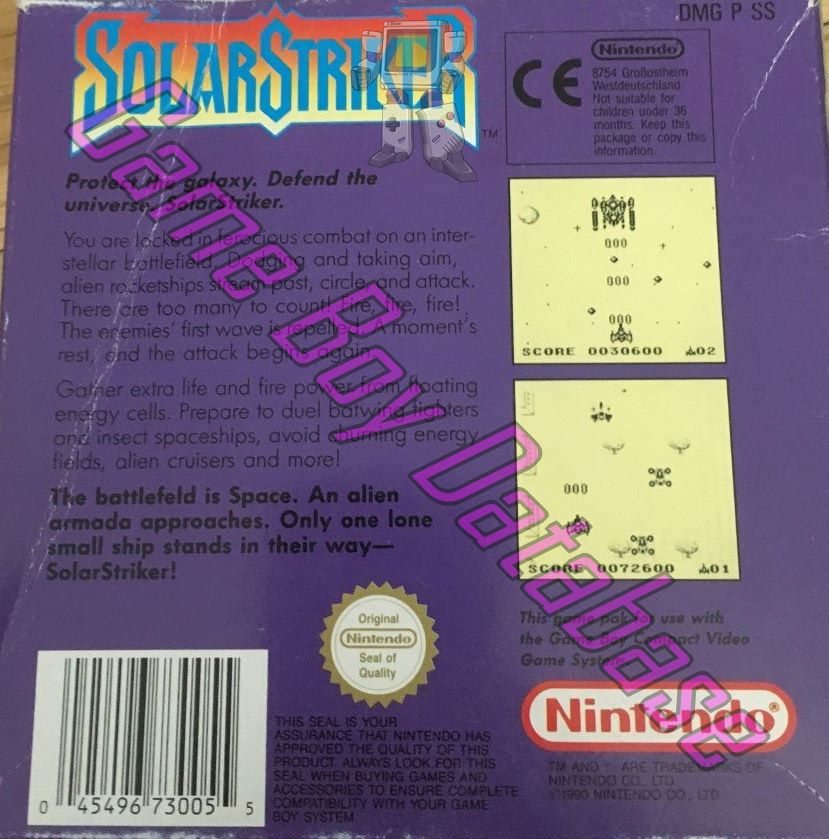 DMG P SS
SOLARSTRIKER
TM
CE
Nintendo
8754 Großostheim
Westdeutschland
Not suitable for
children under 36
months. Keep this
package or copy this
information.
Protect the galaxy. Defend the
universe. SolarStriker.
You are locked in ferocious combat on an inter-
stellar battlefield. Dodging and taking aim,
alien rocketships stream past, circle, and attack.
There are too many to count! Fire, fire, fire!
The enemies' first wave is repelled. A moment's
rest, and the attack begins again.
Gather extra life and fire power from floating
energy cells. Prepare to duel batwing fighters
and insect spaceships, avoid churning energy
fields, alien cruisers and more!
The battlefeld is Space. An alien
armada approaches. Only one lone
small ship stands in their way—
SolarStriker!
SCORE 0030600 02
SCORE 0072600 01
This game pak for use with
the Game Boy Compact Video
Game System.
Original
Nintendo
Seal of
Quality
THIS SEAL IS YOUR
ASSURANCE THAT NINTENDO HAS
APPROVED THE QUALITY OF THIS
PRODUCT. ALWAYS LOOK FOR THIS
SEAL WHEN BUYING GAMES AND
ACCESSORIES TO ENSURE COMPLETE
COMPATIBILITY WITH YOUR GAME
BOY SYSTEM.
Nintendo®
TM AND ® ARE TRADEMARKS OF
NINTENDO CO., LTD.
©1990 NINTENDO CO., LTD.
0 45496 73005 5
Game Boy Database